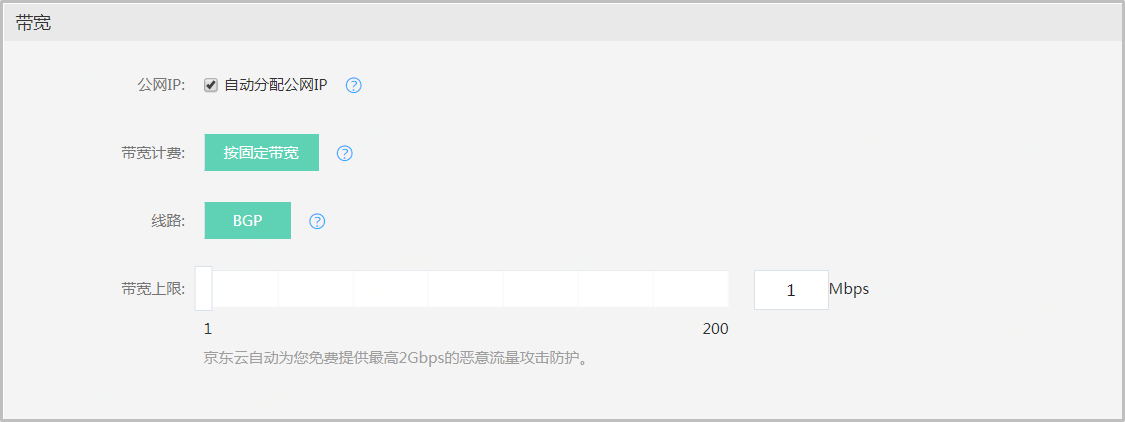 带宽
公网IP: 自动分配公网IP ?
带宽计费: 按固定带宽 ?
线路: BGP ?
带宽上限: 1 Mbps
1 200
京东云自动为您免费提供最高2Gbps的恶意流量攻击防护。